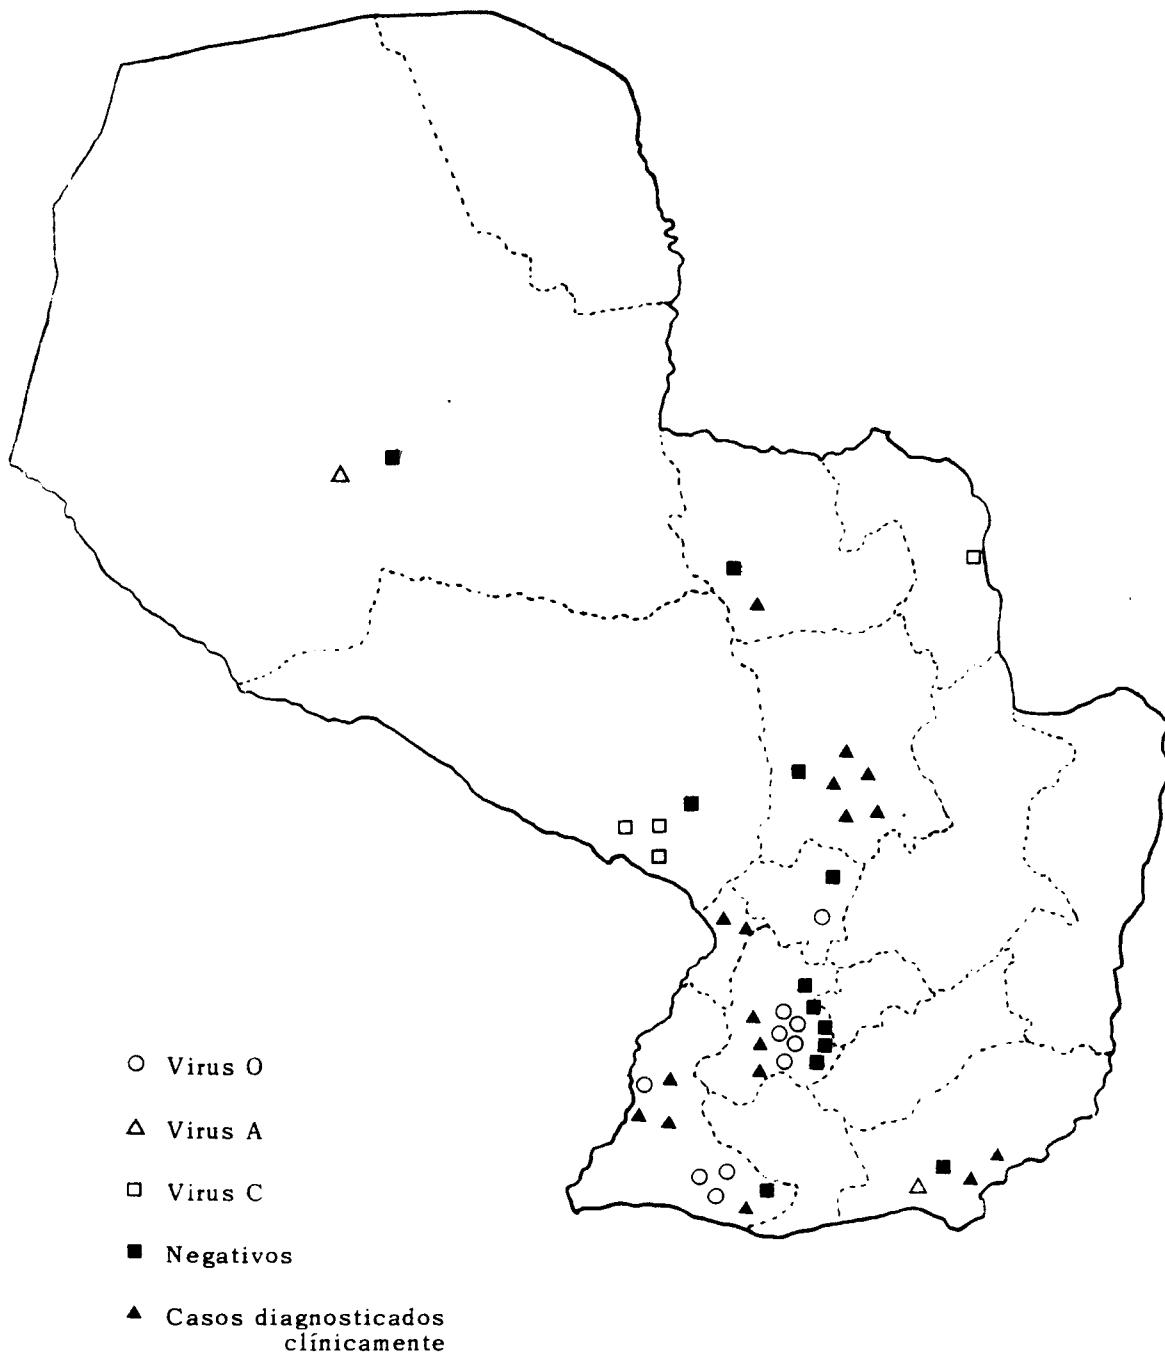 Virus O
Virus A
Virus C
Negativos
Casos diagnosticados
clínicamente